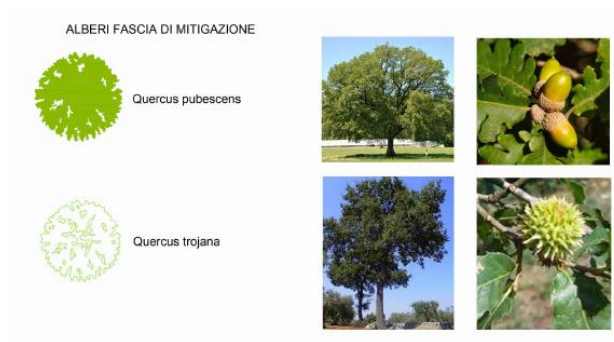 ALBERI FASCIA DI MITIGAZIONE
Quercus pubescens
Quercus trojana